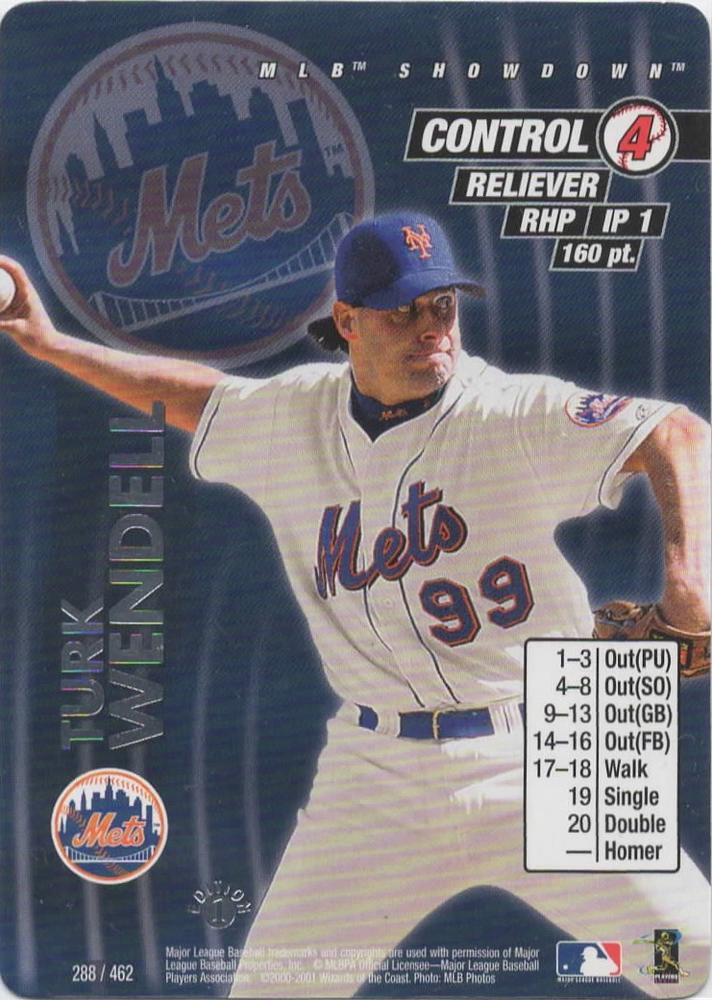 MLB™ SHOWDOWN™
Mets™
CONTROL 4
RELIEVER
RHP IP 1
160 pt.
NY
Mets
Mets
99
TURK
WENDELL
1–3 Out(PU)
4–8 Out(SO)
9–13 Out(GB)
14–16 Out(FB)
17–18 Walk
19 Single
20 Double
— Homer
Mets
EDITION
1
288 / 462
Major League Baseball trademarks and copyrights are used with permission of Major
League Baseball Properties, Inc. © MLBPA Official Licensee—Major League Baseball
Players Association. ©2000-2001 Wizards of the Coast. Photo: MLB Photos